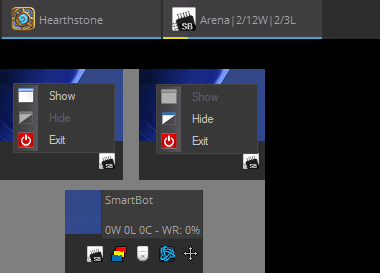 Hearthstone
Arena|2/12W|2/3L
SB
Show
Hide
Exit
SB
Show
Hide
Exit
SB
SmartBot
0W 0L 0C - WR: 0%
SB